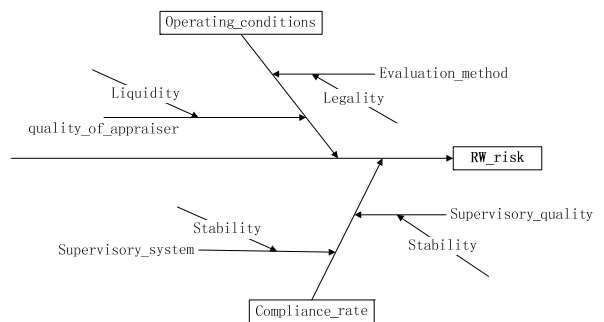 Operating_conditions
Evaluation_method
Liquidity
Legality
quality_of_appraiser
RW_risk
Supervisory_quality
Stability
Stability
Supervisory_system
Compliance_rate